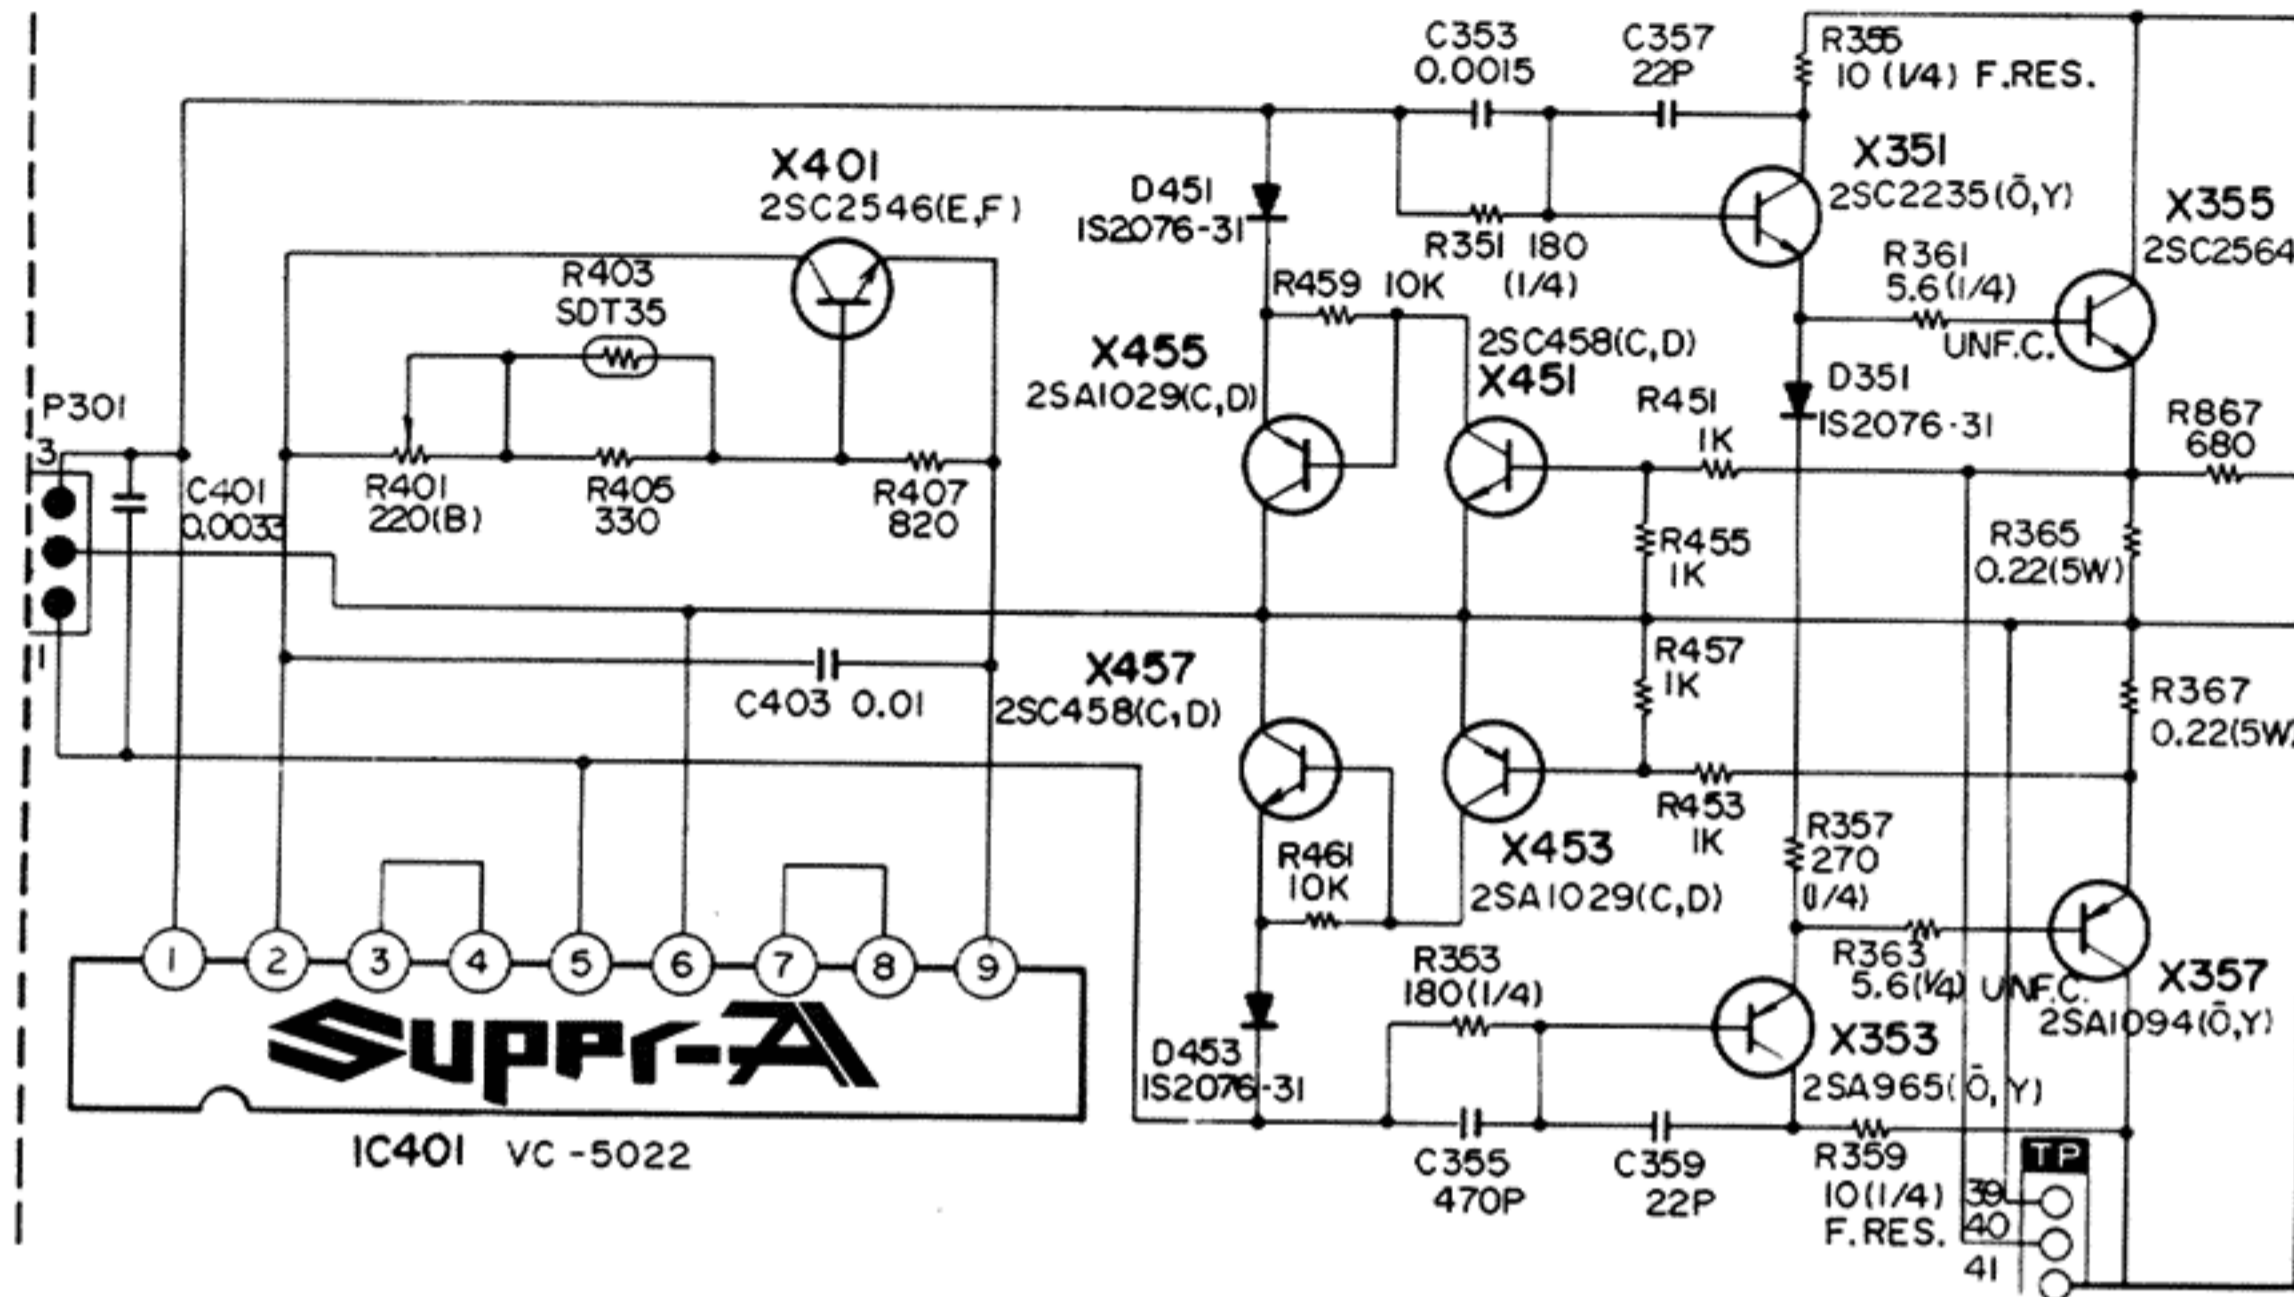 C353
0.0015
C357
22P
R355
10 (1/4) F.RES.
X401
2SC2546(E,F)
D451
IS2076-31
X351
2SC2235(Ō,Y)
X355
2SC2564
R403
SDT35
R351 180
(1/4)
R361
5.6(1/4)
UNF.C.
R459 10K
X455
2SA1029(C,D)
2SC458(C,D)
X451
D351
IS2076-31
P301
3
1
R451
1K
R867
680
C401
0.0033
R401
220(B)
R405
330
R407
820
R455
1K
R365
0.22(5W)
X457
2SC458(C,D)
C403 0.01
R457
1K
R367
0.22(5W)
R453
1K
R357
270
(1/4)
R461
10K
X453
2SA1029(C,D)
1 2 3 4 5 6 7 8 9
R353
180(1/4)
R363
5.6(1/4) UNF.C.
X357
2SA1094(Ō,Y)
Super-A
D453
IS2076-31
X353
2SA965(Ō,Y)
IC401 VC-5022
C355
470P
C359
22P
R359
10(1/4)
F.RES.
TP
39
40
41